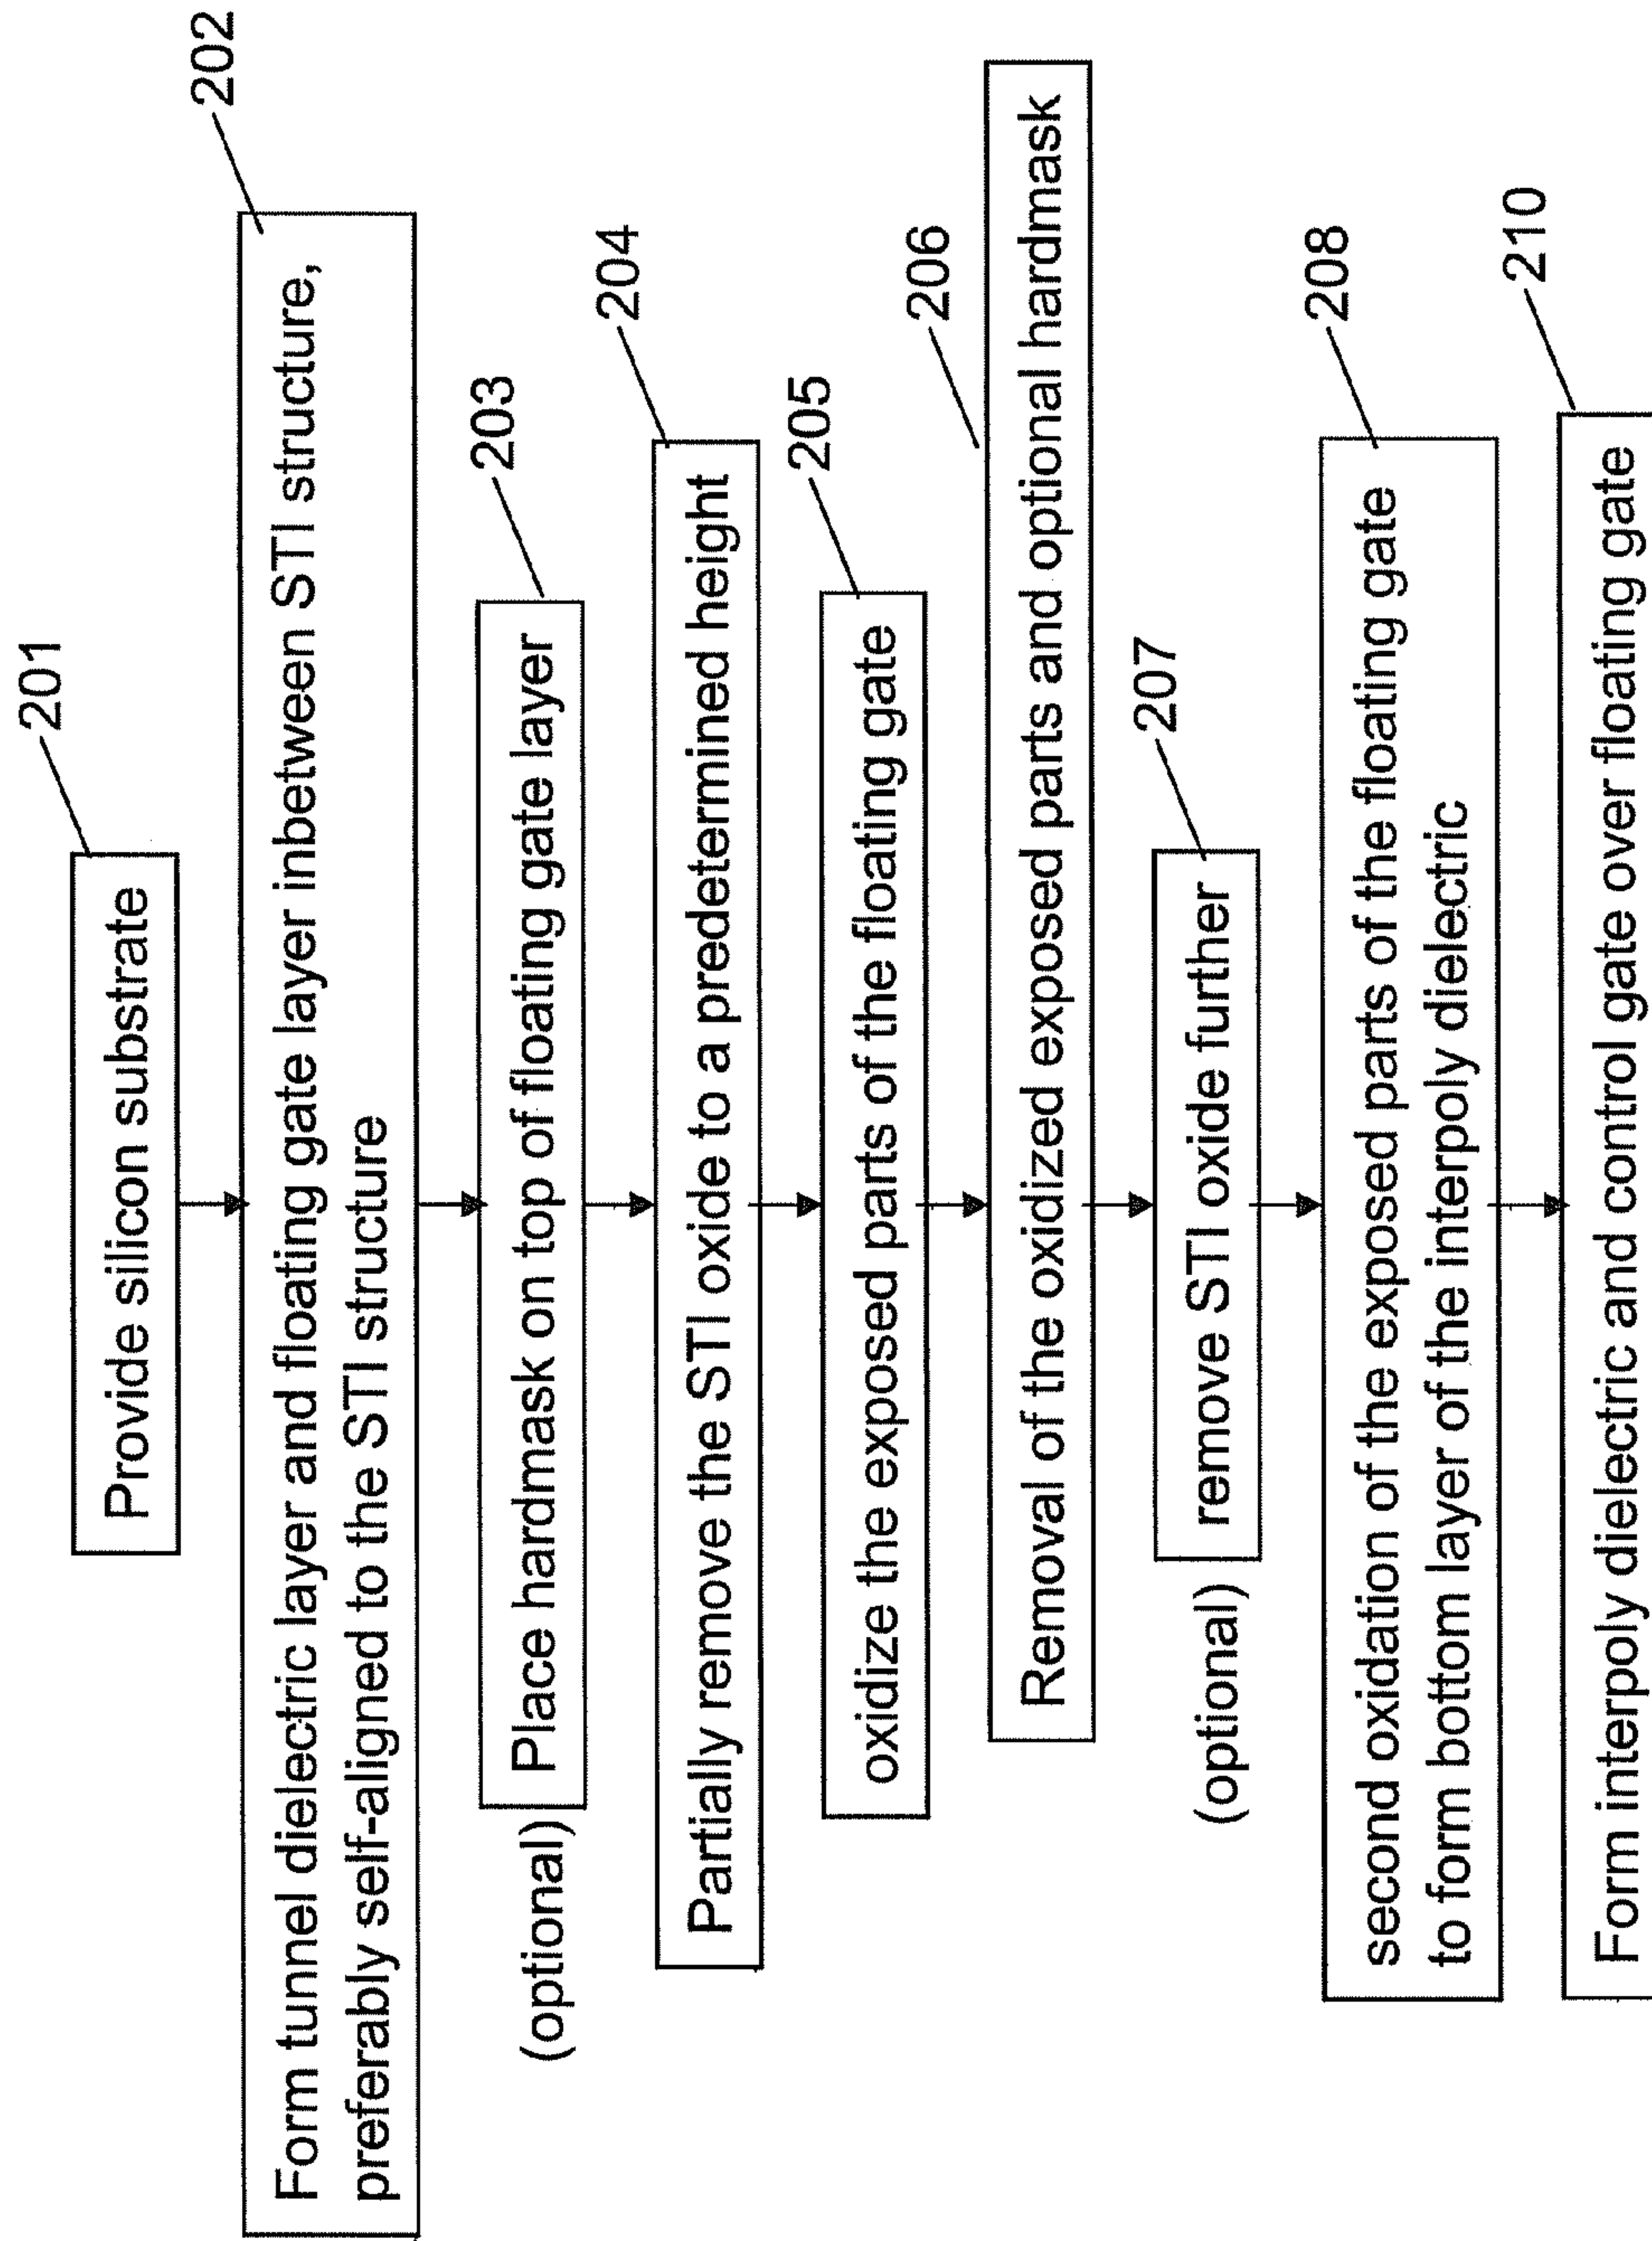 201
Provide silicon substrate
202
Form tunnel dielectric layer and floating gate layer inbetween STI structure,
preferably self-aligned to the STI structure
203
(optional) Place hardmask on top of floating gate layer
204
Partially remove the STI oxide to a predetermined height
205
oxidize the exposed parts of the floating gate
206
Removal of the oxidized exposed parts and optional hardmask
207
(optional) remove STI oxide further
208
second oxidation of the exposed parts of the floating gate
to form bottom layer of the interpoly dielectric
210
Form interpoly dielectric and control gate over floating gate